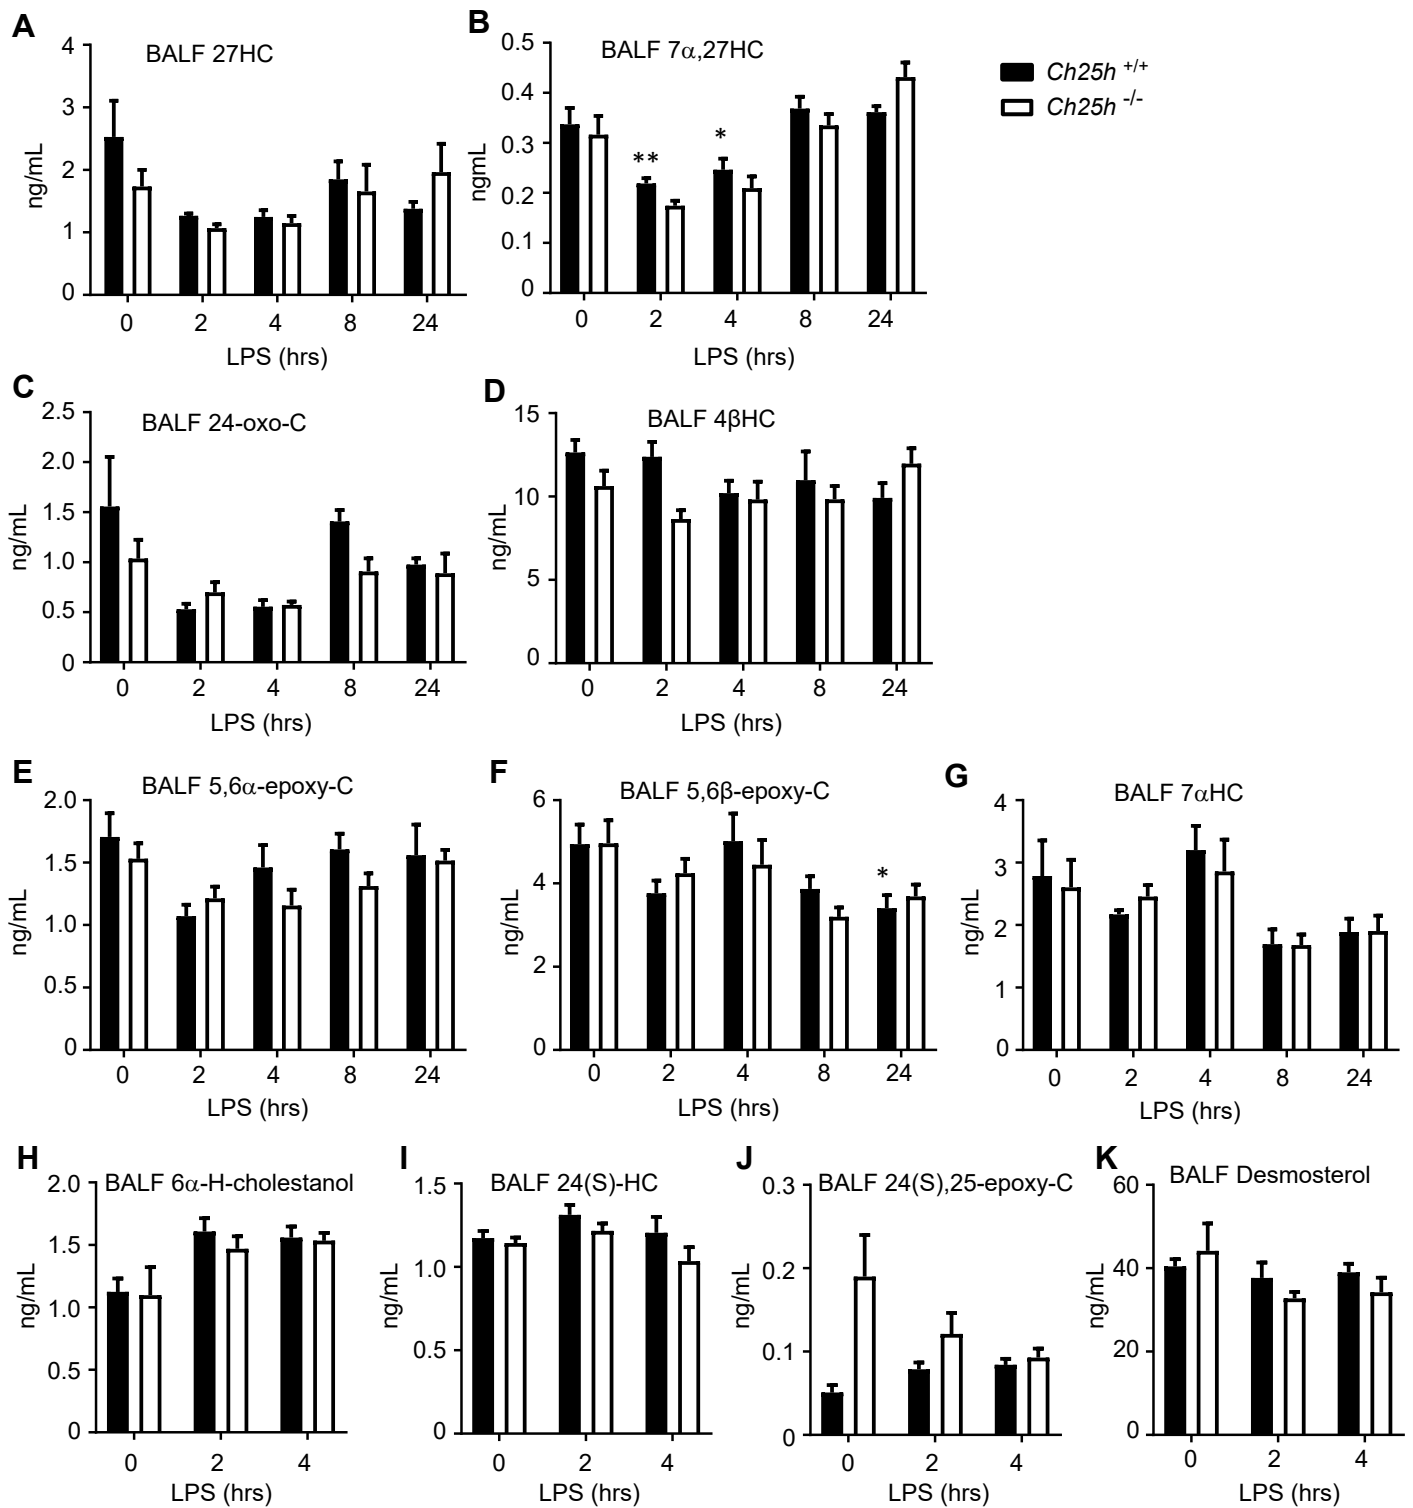 A
BALF 27HC
4
3
2
1
0
ng/mL
0 2 4 8 24
LPS (hrs)
B
BALF 7α,27HC
0.5
0.4
0.3
0.2
0.1
0
ngmL
**
*
0 2 4 8 24
LPS (hrs)
Ch25h +/+
Ch25h -/-
C
BALF 24-oxo-C
2.5
2.0
1.5
1.0
0.5
0
ng/mL
0 2 4 8 24
LPS (hrs)
D
BALF 4βHC
15
10
5
0
ng/mL
0 2 4 8 24
LPS (hrs)
E
BALF 5,6α-epoxy-C
2.0
1.5
1.0
0.5
0
ng/mL
0 2 4 8 24
LPS (hrs)
F
BALF 5,6β-epoxy-C
6
4
2
0
ng/mL
*
0 2 4 8 24
LPS (hrs)
G
BALF 7αHC
4
3
2
1
0
ng/mL
0 2 4 8 24
LPS (hrs)
H
BALF 6α-H-cholestanol
2.0
1.5
1.0
0.5
0
ng/mL
0 2 4
LPS (hrs)
I
BALF 24(S)-HC
1.5
1.0
0.5
0
ng/mL
0 2 4
LPS (hrs)
J
BALF 24(S),25-epoxy-C
0.3
0.2
0.1
0
ng/mL
0 2 4
LPS (hrs)
K
BALF Desmosterol
60
40
20
0
ng/mL
0 2 4
LPS (hrs)